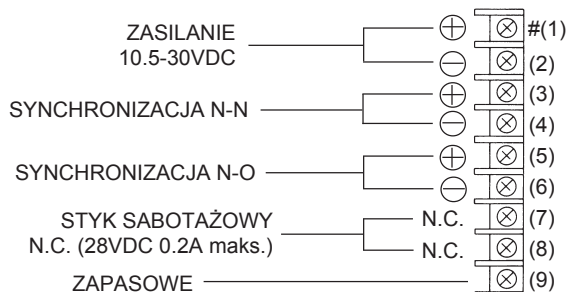 ZASILANIE
10.5-30VDC
SYNCHRONIZACJA N-N
SYNCHRONIZACJA N-O
STYK SABOTAŻOWY
N.C. (28VDC 0.2A maks.)
ZAPASOWE
+ #(1)
− (2)
+ (3)
− (4)
+ (5)
− (6)
N.C. (7)
N.C. (8)
(9)